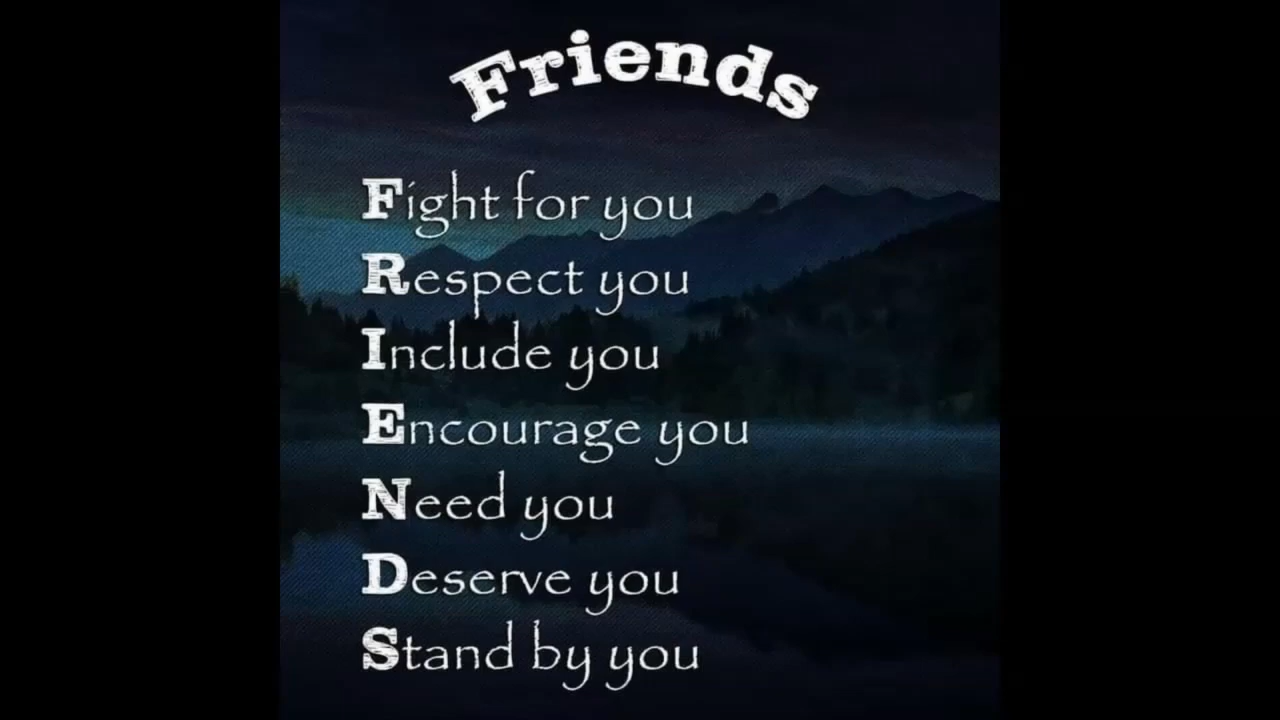 Friends
Fight for you
Respect you
Include you
Encourage you
Need you
Deserve you
Stand by you